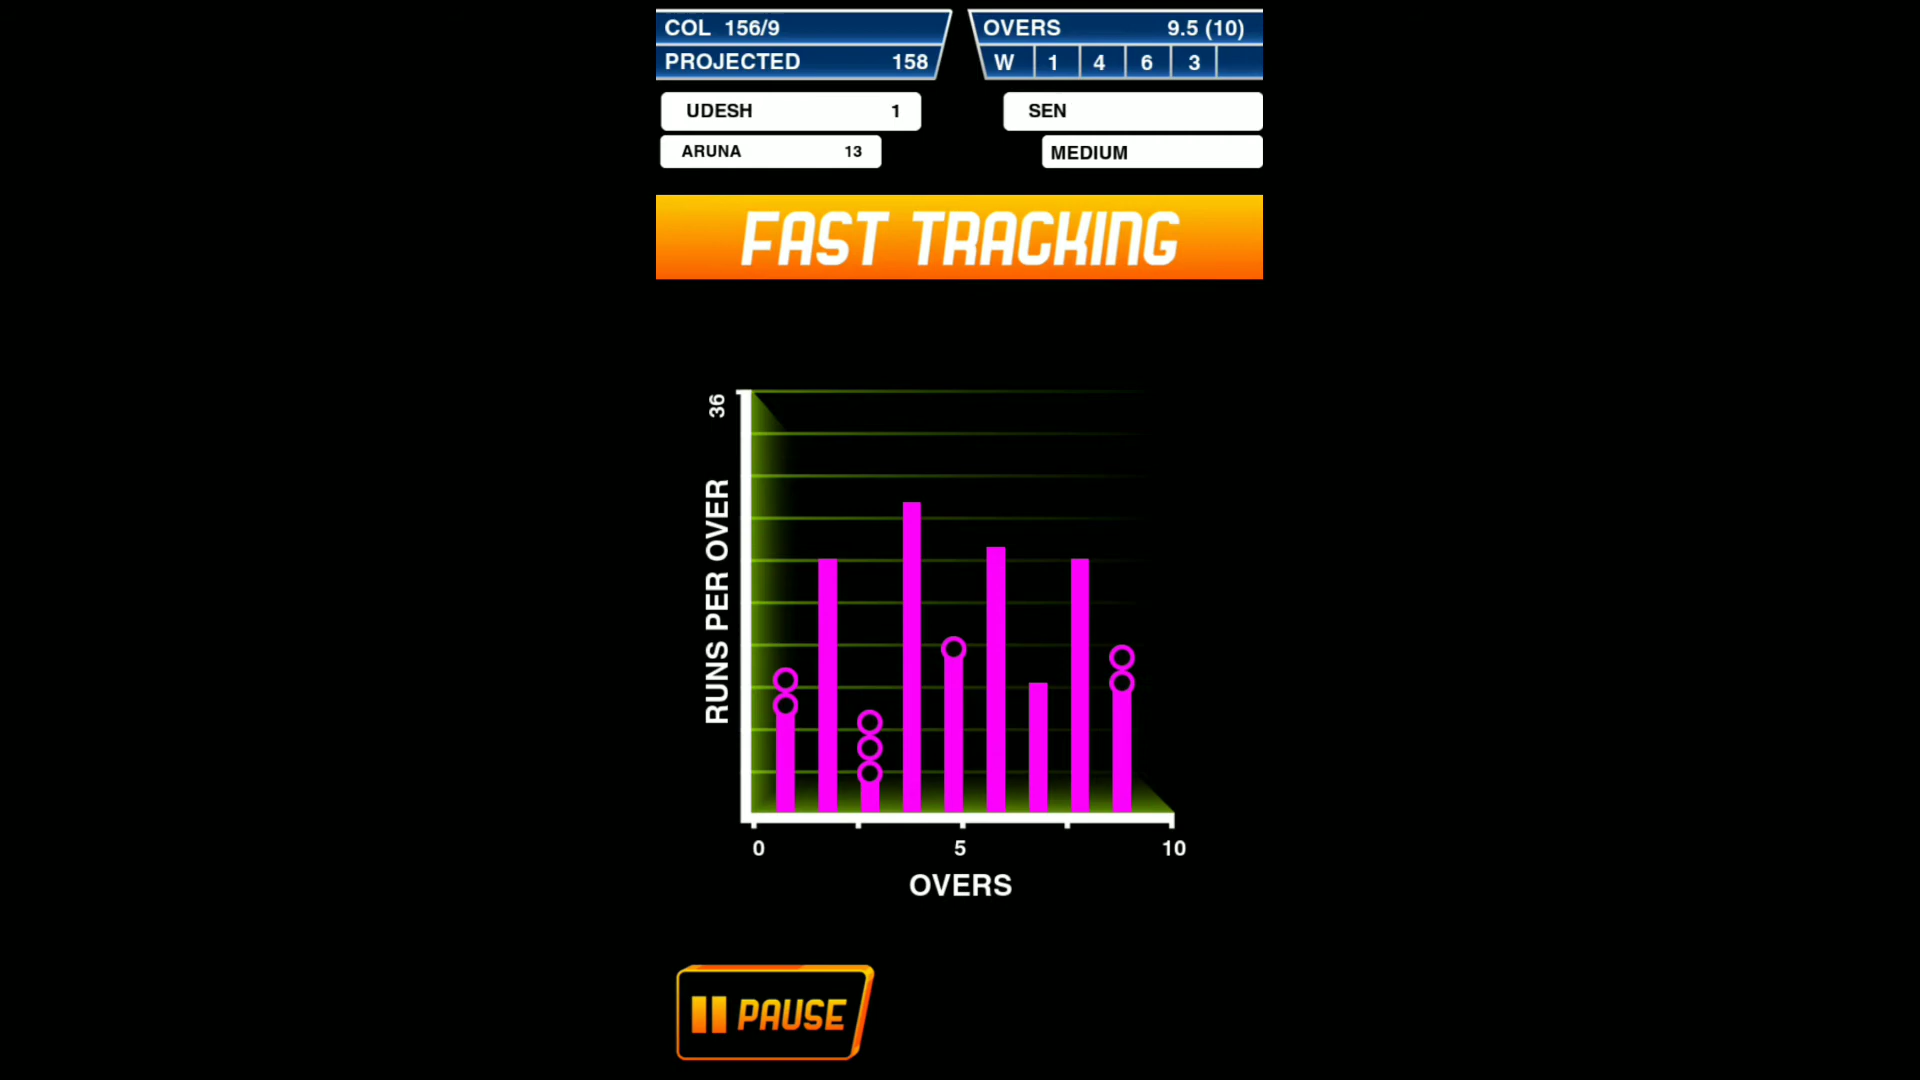 COL 156/9
PROJECTED 158
OVERS 9.5 (10)
W 1 4 6 3
UDESH 1
ARUNA 13
SEN
MEDIUM
FAST TRACKING
36
RUNS PER OVER
0 5 10
OVERS
PAUSE